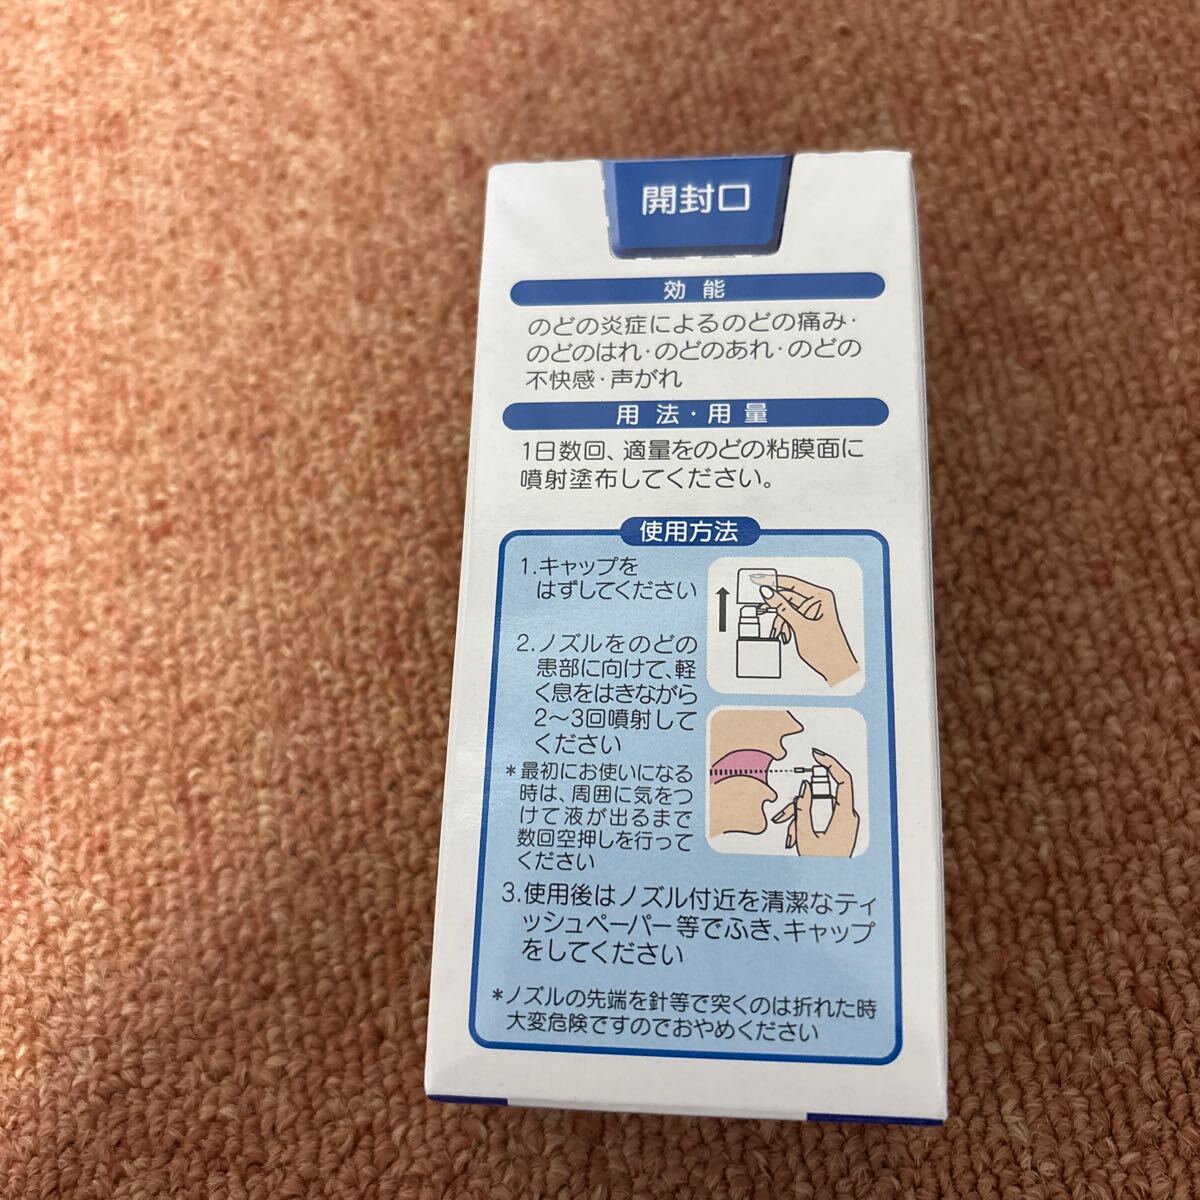 開封口
効能
のどの炎症によるのどの痛み・
のどのはれ・のどのあれ・のどの
不快感・声がれ
用法・用量
1日数回、適量をのどの粘膜面に
噴射塗布してください。
使用方法
1.キャップを
はずしてください
2.ノズルをのどの
患部に向けて、軽
く息をはきながら
2〜3回噴射して
ください
*最初にお使いになる
時は、周囲に気をつ
けて液が出るまで
数回空押しを行って
ください
3.使用後はノズル付近を清潔なティ
ッシュペーパー等でふき、キャップ
をしてください
*ノズルの先端を針等で突くのは折れた時
大変危険ですのでおやめください